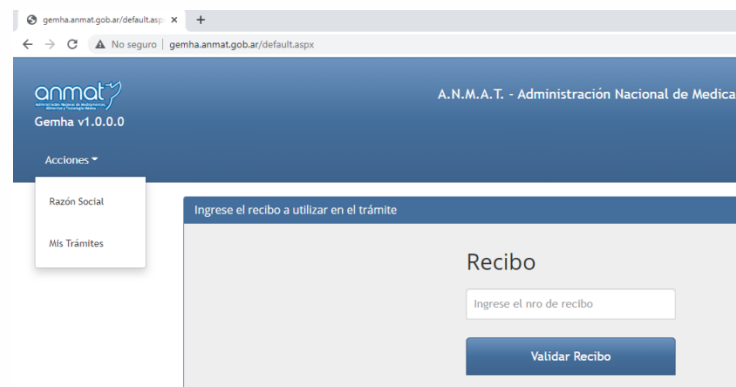 gemha.anmat.gob.ar/default.asp
No seguro | gemha.anmat.gob.ar/default.aspx
anmat
A.N.M.A.T. - Administración Nacional de Medica
Gemha v1.0.0.0
Acciones
Razón Social
Mis Trámites
Ingrese el recibo a utilizar en el trámite
Recibo
Ingrese el nro de recibo
Validar Recibo